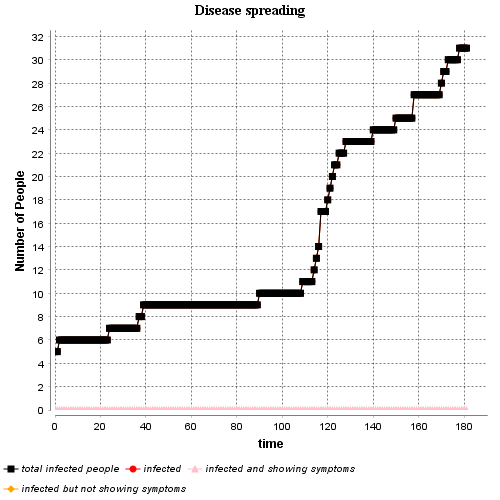 Disease spreading
32
30
28
26
24
22
20
18
16
14
12
10
8
6
4
2
0
Number of People
0 20 40 60 80 100 120 140 160 180
time
total infected people infected infected and showing symptoms
infected but not showing symptoms